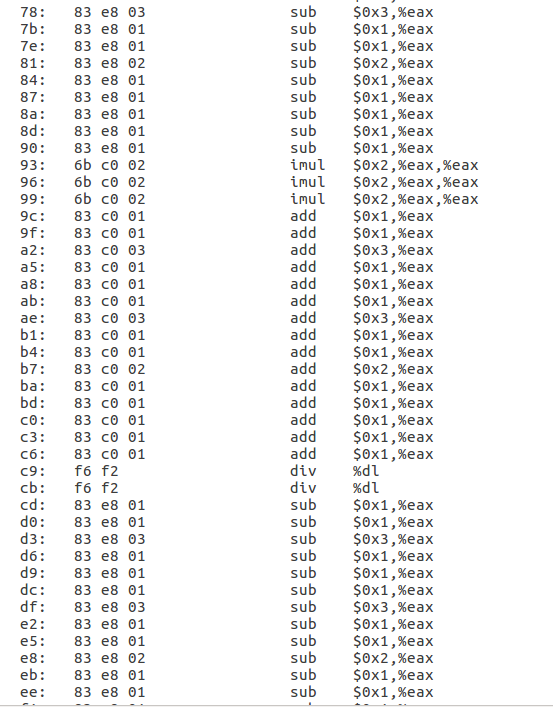 78: 83 e8 03 sub $0x3,%eax
7b: 83 e8 01 sub $0x1,%eax
7e: 83 e8 01 sub $0x1,%eax
81: 83 e8 02 sub $0x2,%eax
84: 83 e8 01 sub $0x1,%eax
87: 83 e8 01 sub $0x1,%eax
8a: 83 e8 01 sub $0x1,%eax
8d: 83 e8 01 sub $0x1,%eax
90: 83 e8 01 sub $0x1,%eax
93: 6b c0 02 imul $0x2,%eax,%eax
96: 6b c0 02 imul $0x2,%eax,%eax
99: 6b c0 02 imul $0x2,%eax,%eax
9c: 83 c0 01 add $0x1,%eax
9f: 83 c0 01 add $0x1,%eax
a2: 83 c0 03 add $0x3,%eax
a5: 83 c0 01 add $0x1,%eax
a8: 83 c0 01 add $0x1,%eax
ab: 83 c0 01 add $0x1,%eax
ae: 83 c0 03 add $0x3,%eax
b1: 83 c0 01 add $0x1,%eax
b4: 83 c0 01 add $0x1,%eax
b7: 83 c0 02 add $0x2,%eax
ba: 83 c0 01 add $0x1,%eax
bd: 83 c0 01 add $0x1,%eax
c0: 83 c0 01 add $0x1,%eax
c3: 83 c0 01 add $0x1,%eax
c6: 83 c0 01 add $0x1,%eax
c9: f6 f2 div %dl
cb: f6 f2 div %dl
cd: 83 e8 01 sub $0x1,%eax
d0: 83 e8 01 sub $0x1,%eax
d3: 83 e8 03 sub $0x3,%eax
d6: 83 e8 01 sub $0x1,%eax
d9: 83 e8 01 sub $0x1,%eax
dc: 83 e8 01 sub $0x1,%eax
df: 83 e8 03 sub $0x3,%eax
e2: 83 e8 01 sub $0x1,%eax
e5: 83 e8 01 sub $0x1,%eax
e8: 83 e8 02 sub $0x2,%eax
eb: 83 e8 01 sub $0x1,%eax
ee: 83 e8 01 sub $0x1,%eax